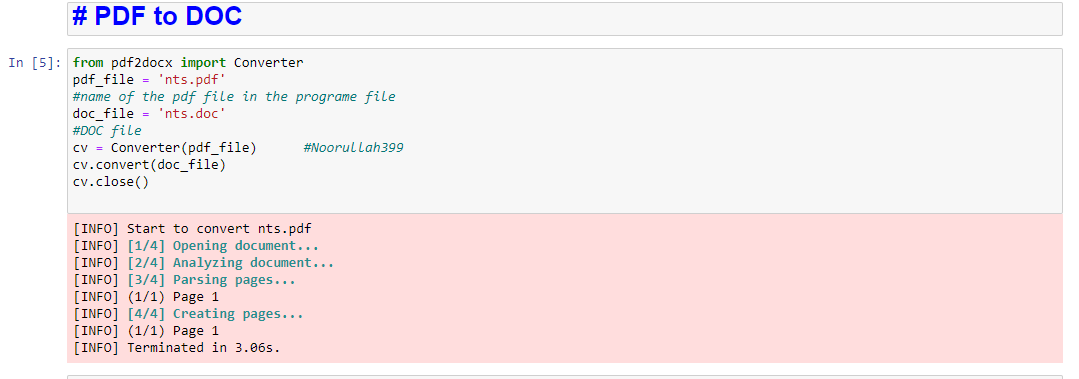 # PDF to DOC
In [5]: from pdf2docx import Converter
pdf_file = 'nts.pdf'
#name of the pdf file in the programe file
doc_file = 'nts.doc'
#DOC file
cv = Converter(pdf_file)      #Noorullah399
cv.convert(doc_file)
cv.close()
[INFO] Start to convert nts.pdf
[INFO] [1/4] Opening document...
[INFO] [2/4] Analyzing document...
[INFO] [3/4] Parsing pages...
[INFO] (1/1) Page 1
[INFO] [4/4] Creating pages...
[INFO] (1/1) Page 1
[INFO] Terminated in 3.06s.